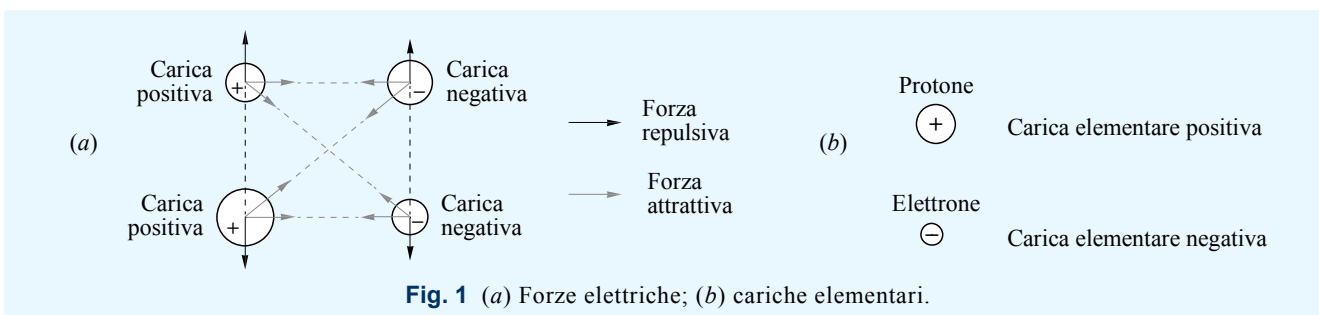 (a)
Carica
positiva
+
Carica
negativa
−
Carica
positiva
+
Carica
negativa
−
Forza
repulsiva
Forza
attrattiva
(b)
Protone
+
Carica elementare positiva
Elettrone
−
Carica elementare negativa
Fig. 1 (a) Forze elettriche; (b) cariche elementari.